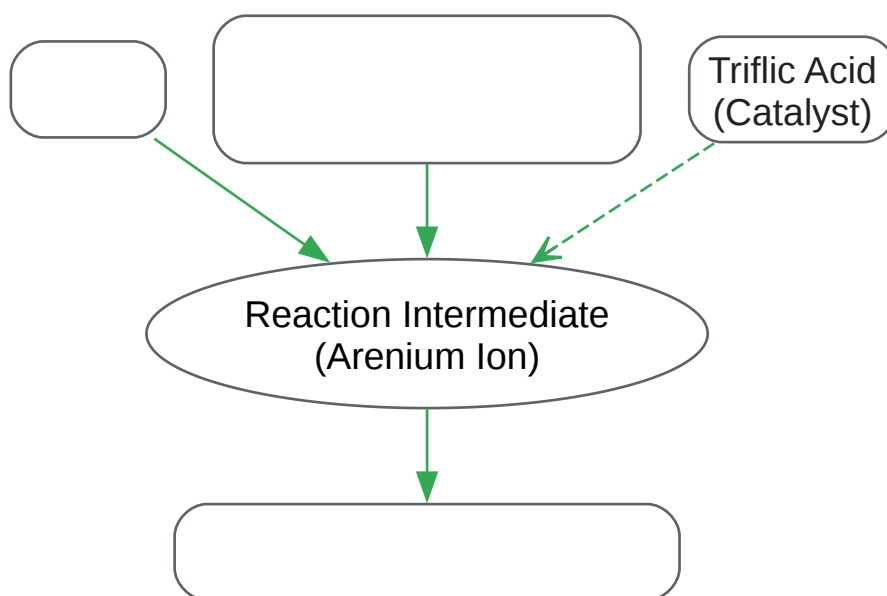 Triflic Acid
(Catalyst)
Reaction Intermediate
(Arenium Ion)